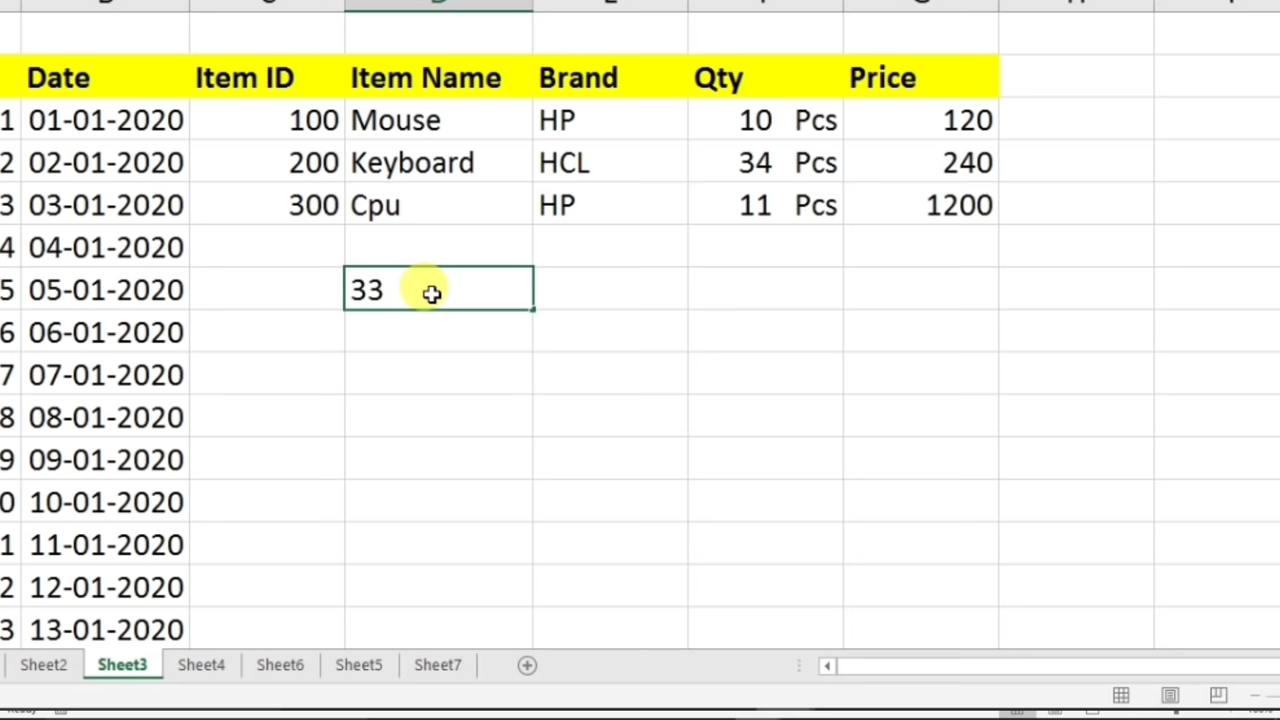 Date Item ID Item Name Brand Qty Price
1 01-01-2020 100 Mouse HP 10 Pcs 120
2 02-01-2020 200 Keyboard HCL 34 Pcs 240
3 03-01-2020 300 Cpu HP 11 Pcs 1200
4 04-01-2020
5 05-01-2020 33
6 06-01-2020
7 07-01-2020
8 08-01-2020
9 09-01-2020
0 10-01-2020
1 11-01-2020
2 12-01-2020
3 13-01-2020
Sheet2 Sheet3 Sheet4 Sheet6 Sheet5 Sheet7